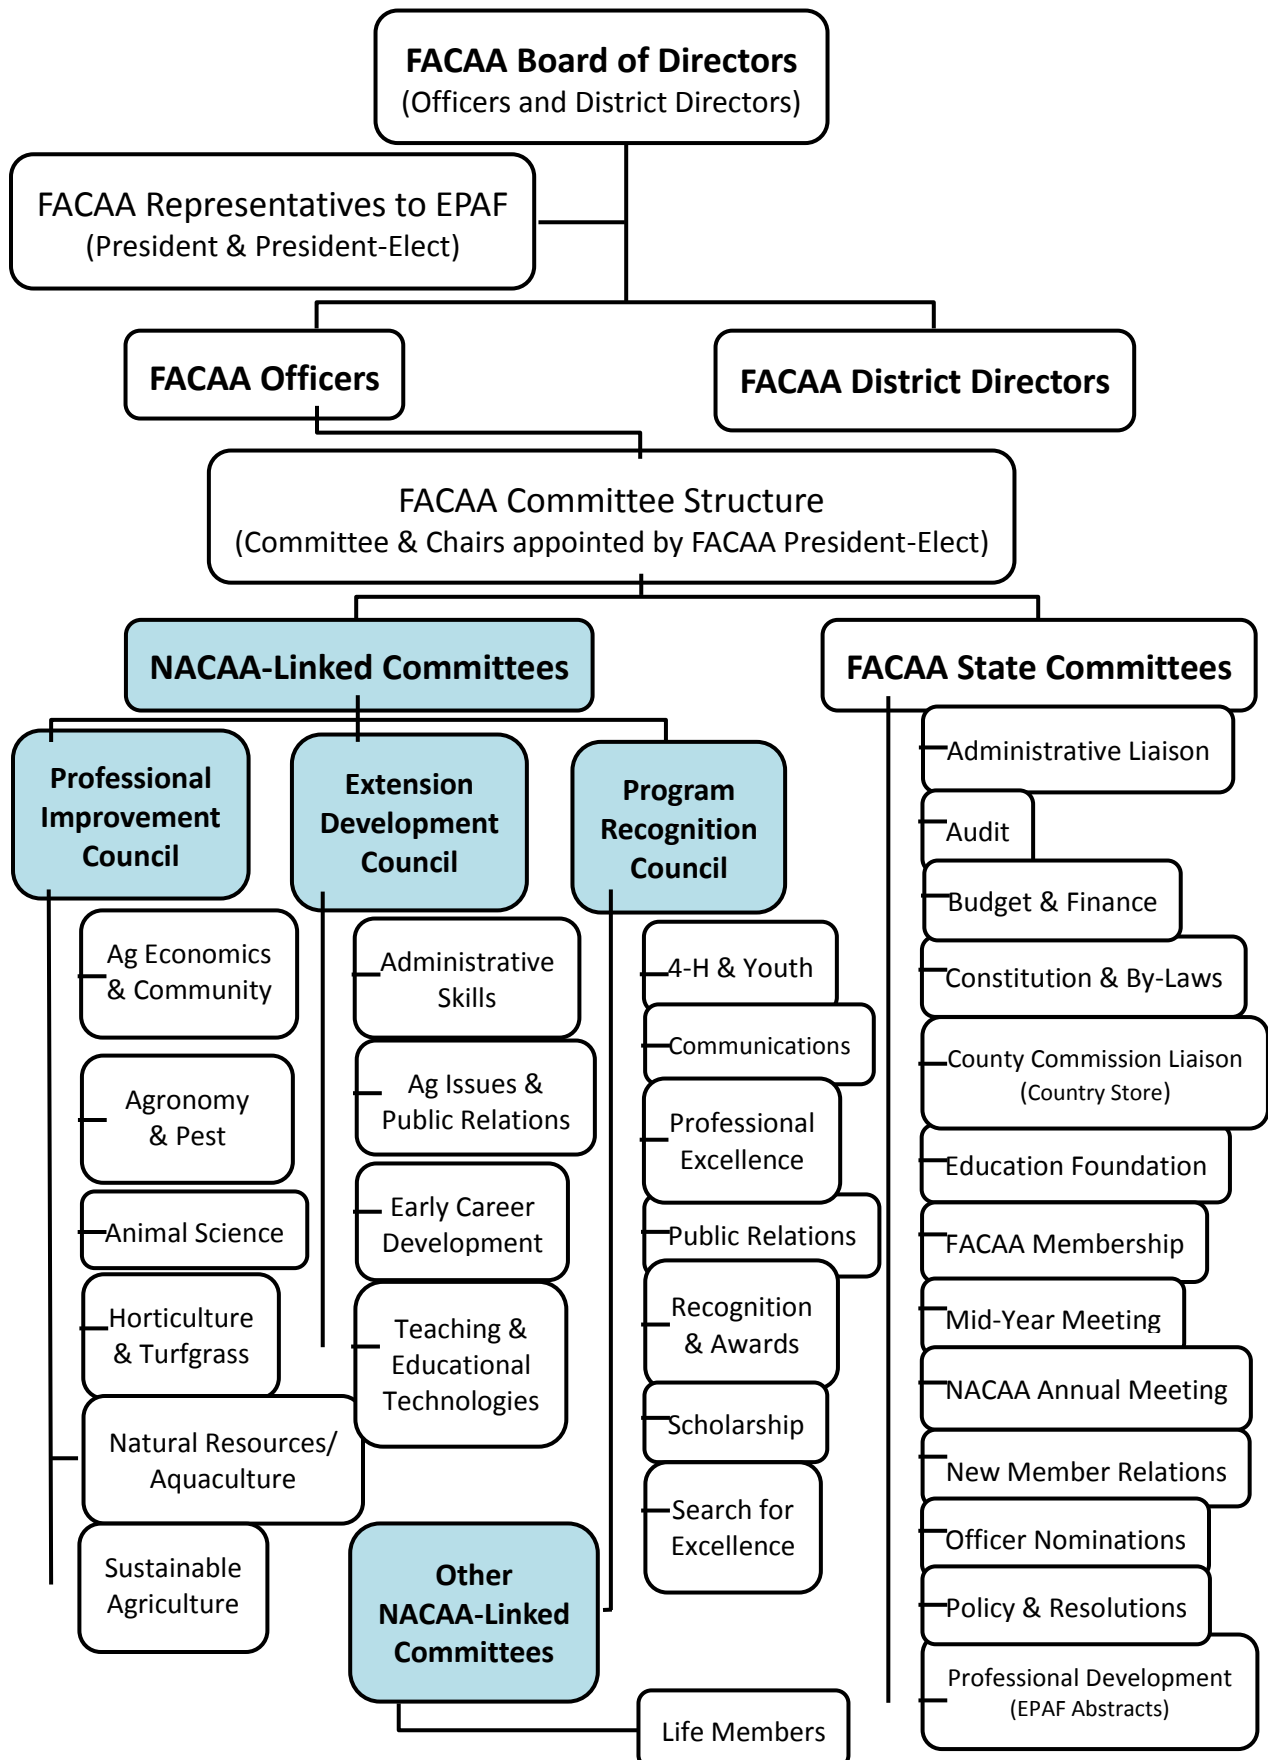 FACAA Board of Directors
(Officers and District Directors)
FACAA Representatives to EPAF
(President & President-Elect)
FACAA Officers
FACAA District Directors
FACAA Committee Structure
(Committee & Chairs appointed by FACAA President-Elect)
NACAA-Linked Committees
FACAA State Committees
Professional
Improvement
Council
Ag Economics
& Community
Agronomy
& Pest
Animal Science
Horticulture
& Turfgrass
Natural Resources/
Aquaculture
Sustainable
Agriculture
Extension
Development
Council
Administrative
Skills
Ag Issues &
Public Relations
Early Career
Development
Teaching &
Educational
Technologies
Program
Recognition
Council
4-H & Youth
Communications
Professional
Excellence
Public Relations
Recognition
& Awards
Scholarship
Search for
Excellence
Other
NACAA-Linked
Committees
Life Members
Administrative Liaison
Audit
Budget & Finance
Constitution & By-Laws
County Commission Liaison
(Country Store)
Education Foundation
FACAA Membership
Mid-Year Meeting
NACAA Annual Meeting
New Member Relations
Officer Nominations
Policy & Resolutions
Professional Development
(EPAF Abstracts)